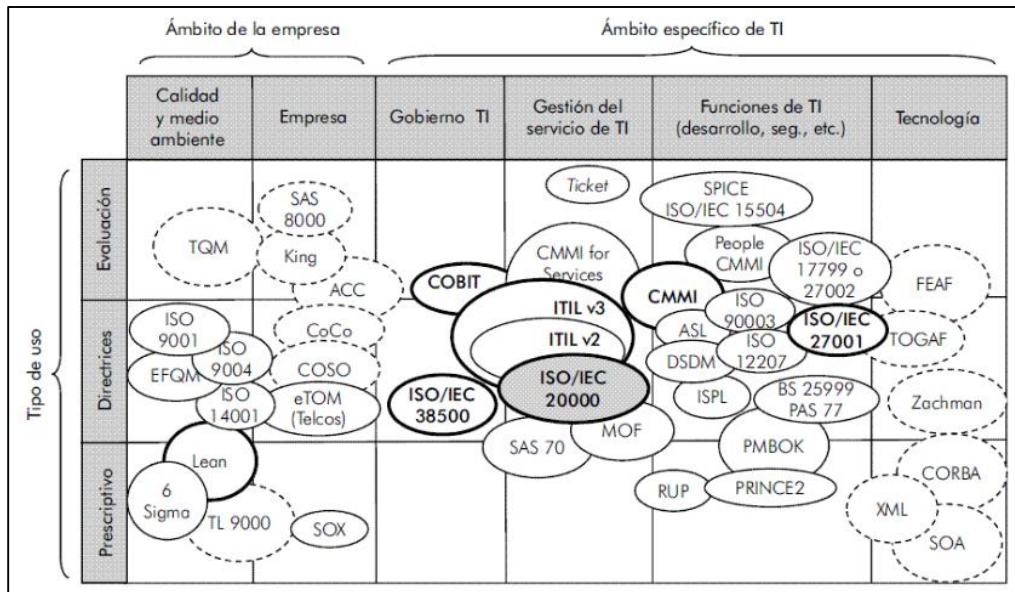 Ámbito de la empresa
Ámbito específico de TI
Calidad
y medio
ambiente
Empresa
Gobierno TI
Gestión del
servicio de TI
Funciones de TI
(desarrollo, seg., etc.)
Tecnología
Tipo de uso
Evaluación
TQM
SAS
8000
King
ACC
COBIT
Ticket
CMMI for
Services
SPICE
ISO/IEC 15504
People
CMMI
ISO/IEC
17799 o
27002
CMMI
FEAF
Directrices
ISO
9001
ISO
9004
EFQM
ISO
14001
CoCo
COSO
eTOM
(Telcos)
ISO/IEC
38500
ITIL v3
ITIL v2
ISO/IEC
20000
MOF
ASL
ISO
90003
ISO/IEC
27001
DSDM
ISO
12207
ISPL
BS 25999
PAS 77
TOGAF
Zachman
Prescriptivo
Lean
6
Sigma
TL 9000
SOX
SAS 70
PMBOK
RUP
PRINCE2
CORBA
XML
SOA